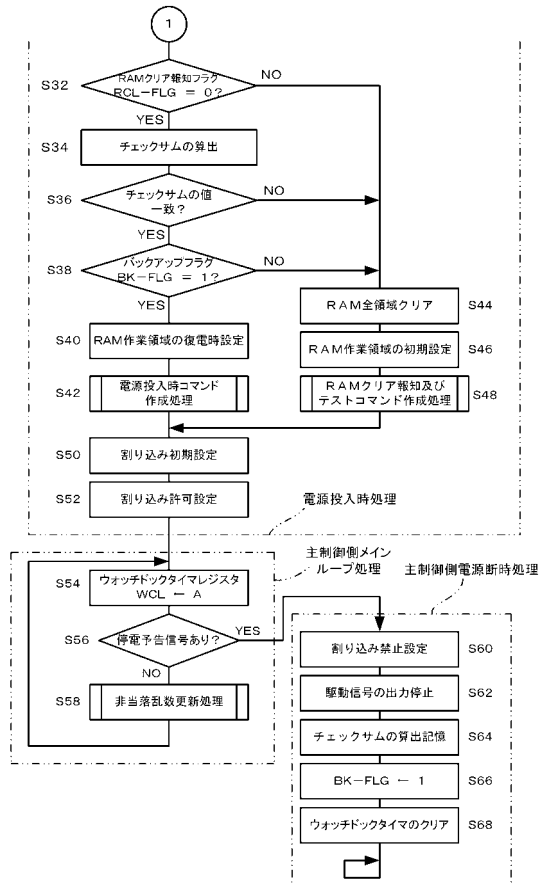 1
S32
RAMクリア報知フラグ
RCL-FLG = 0?
NO
YES
S34
チェックサムの算出
S36
チェックサムの値
一致?
NO
YES
S38
バックアップフラグ
BK-FLG = 1?
NO
YES
RAM全領域クリア
S44
S40
RAM作業領域の復電時設定
RAM作業領域の初期設定
S46
S42
電源投入時コマンド
作成処理
RAMクリア報知及び
テストコマンド作成処理
S48
S50
割り込み初期設定
S52
割り込み許可設定
電源投入時処理
主制御側メイン
ループ処理
S54
ウォッチドックタイマレジスタ
WCL ← A
主制御側電源断時処理
S56
停電予告信号あり?
YES
NO
S58
非当落乱数更新処理
割り込み禁止設定
S60
駆動信号の出力停止
S62
チェックサムの算出記憶
S64
BK-FLG ← 1
S66
ウォッチドックタイマのクリア
S68